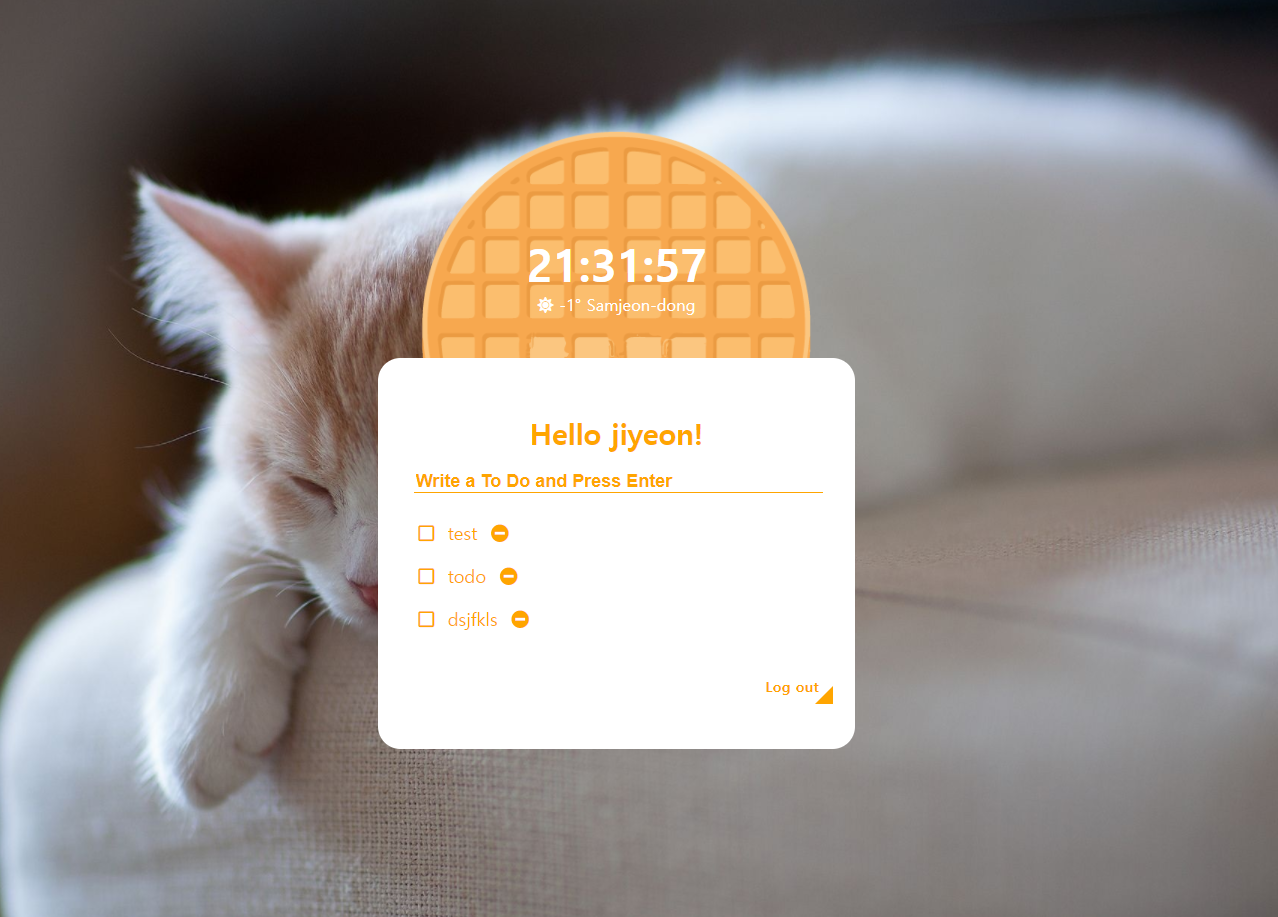 21:31:57
-1° Samjeon-dong
Hello jiyeon!
Write a To Do and Press Enter
test
todo
dsjfkls
Log out